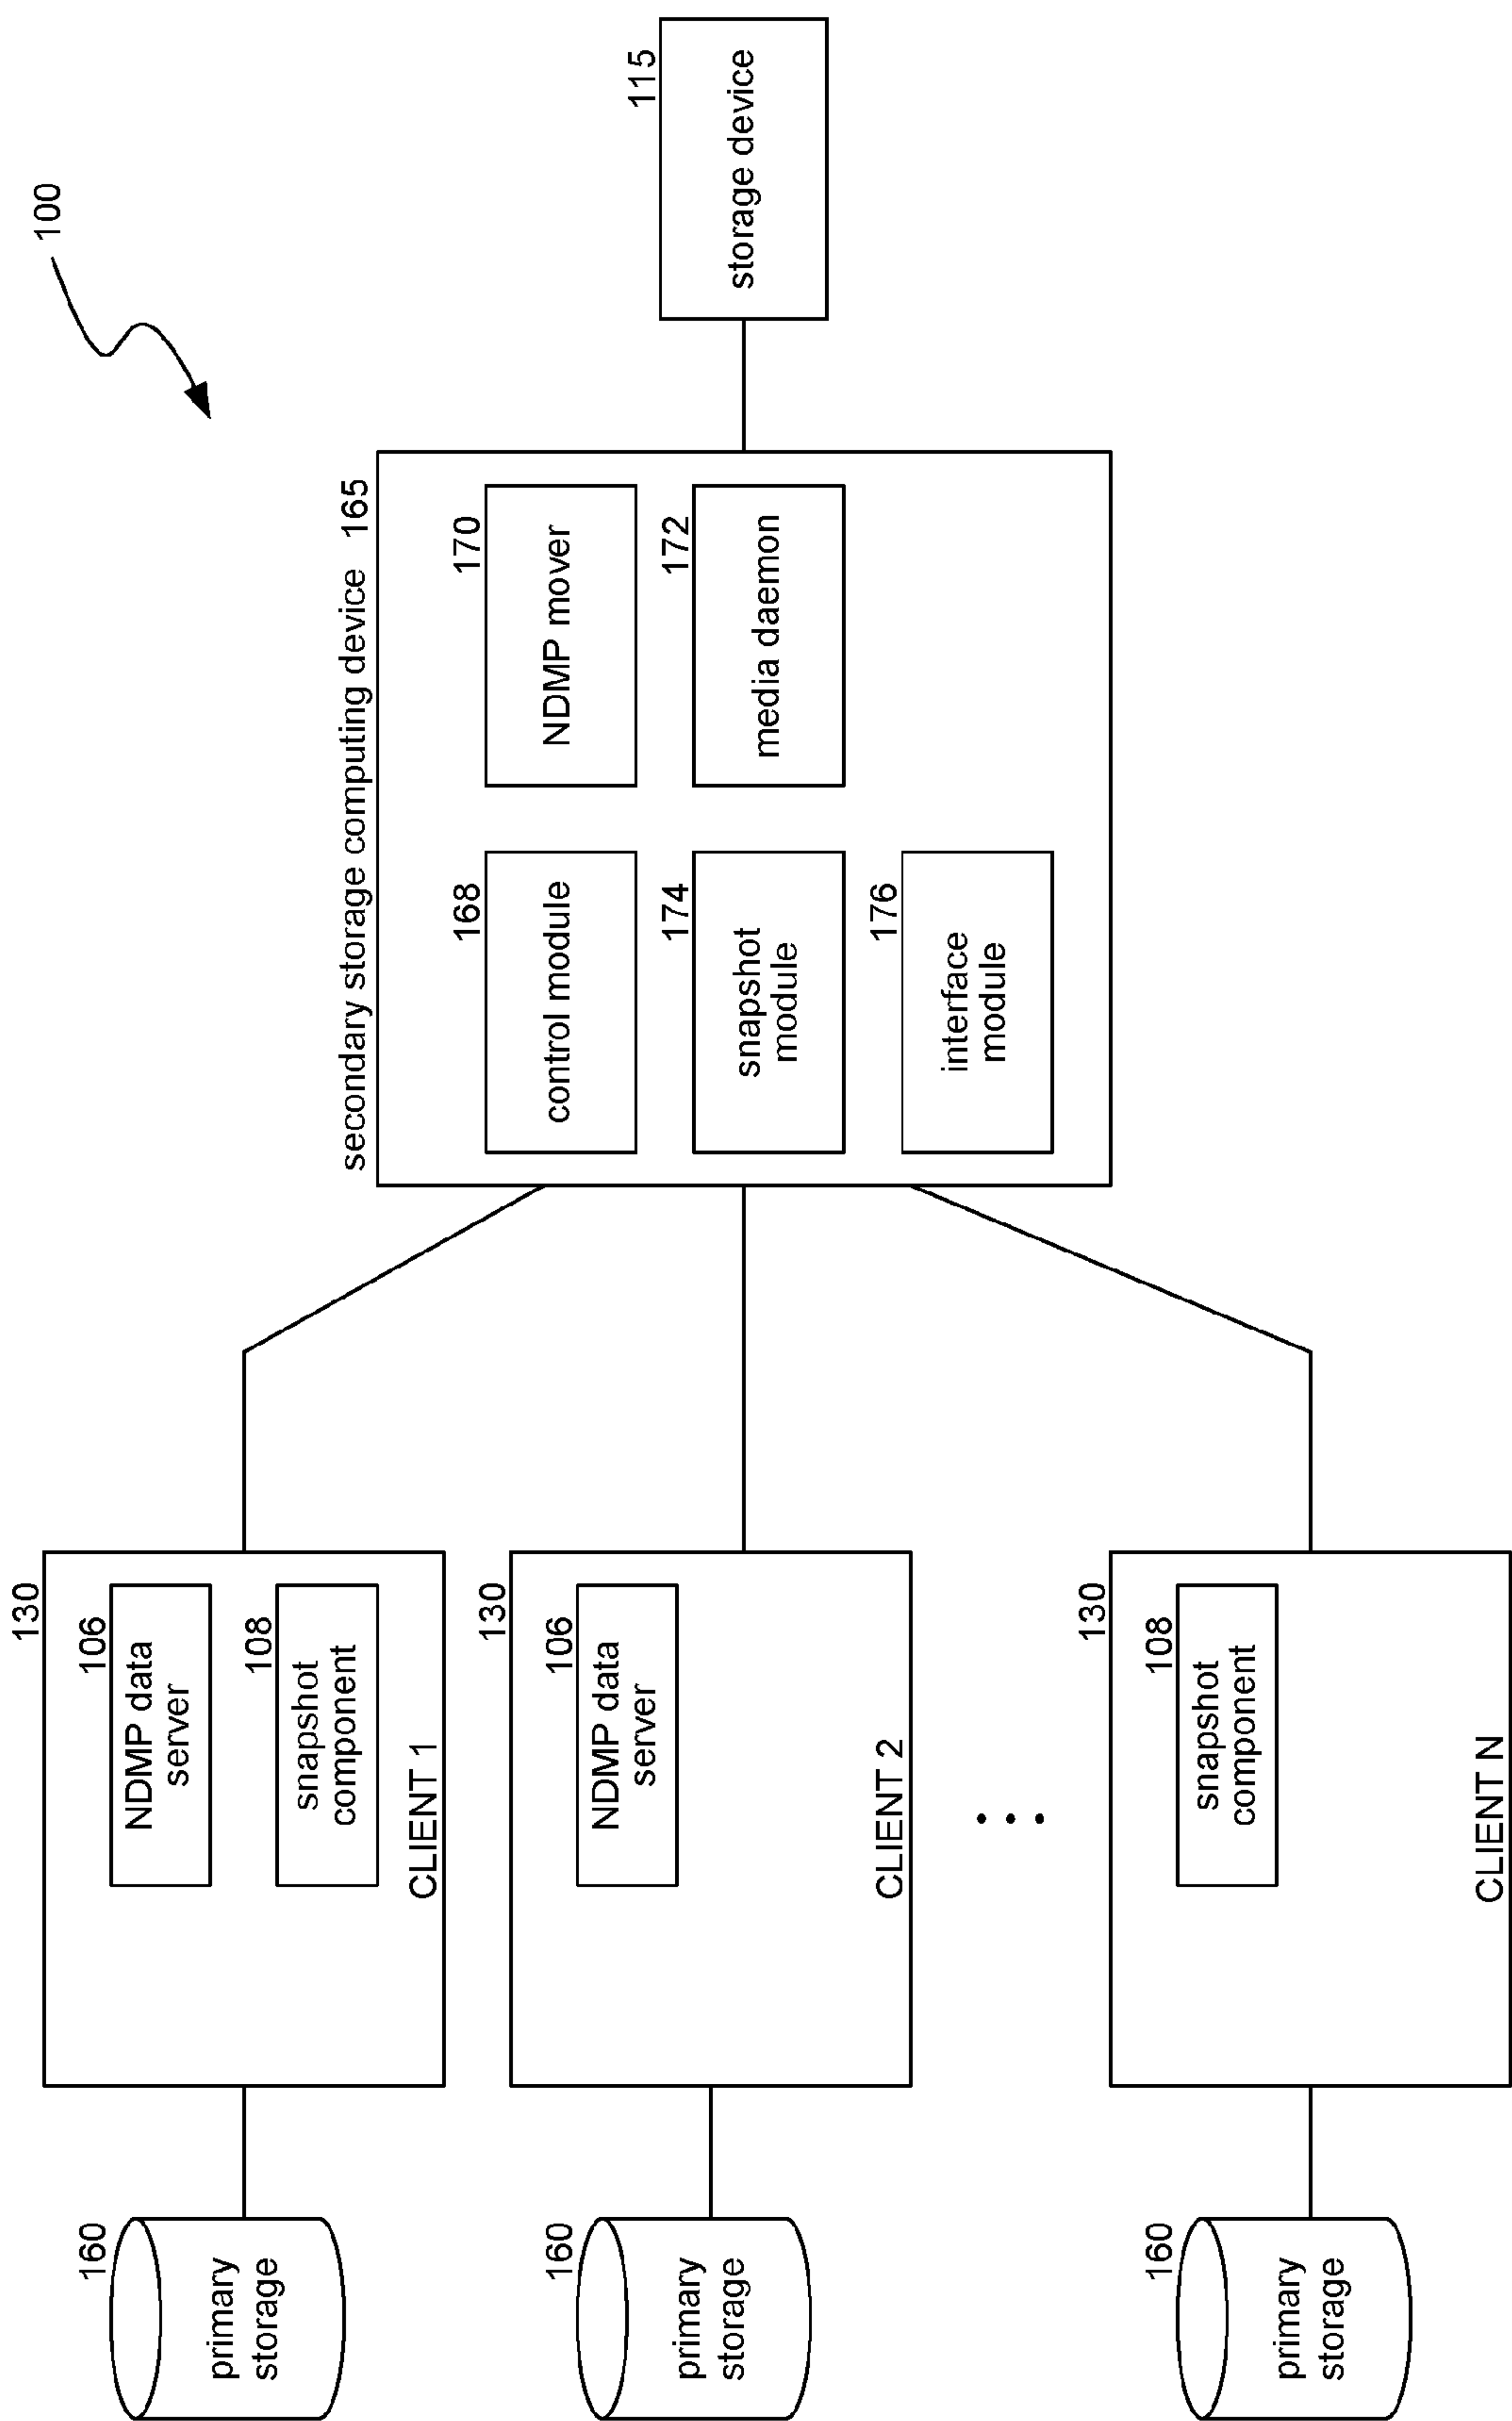 100
160
primary
storage
130
106
NDMP data
server
108
snapshot
component
CLIENT 1
160
primary
storage
130
106
NDMP data
server
CLIENT 2
160
primary
storage
130
108
snapshot
component
CLIENT N
secondary storage computing device 165
168
control module
170
NDMP mover
174
snapshot
module
172
media daemon
176
interface
module
115
storage device